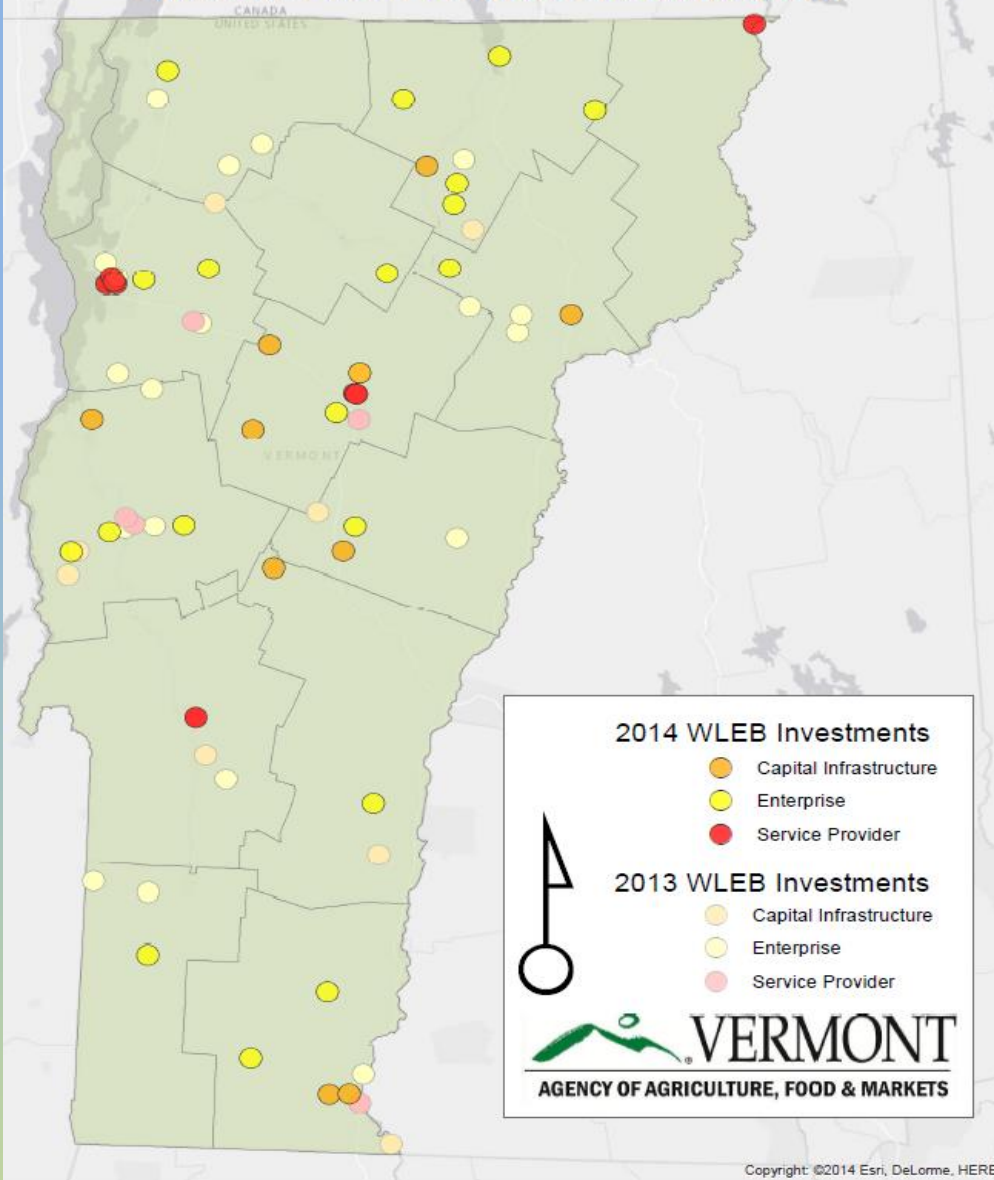 CANADA
UNITED STATES
VERMONT
2014 WLEB Investments
Capital Infrastructure
Enterprise
Service Provider
2013 WLEB Investments
Capital Infrastructure
Enterprise
Service Provider
VERMONT
AGENCY OF AGRICULTURE, FOOD & MARKETS
Copyright: ©2014 Esri, DeLorme, HERE